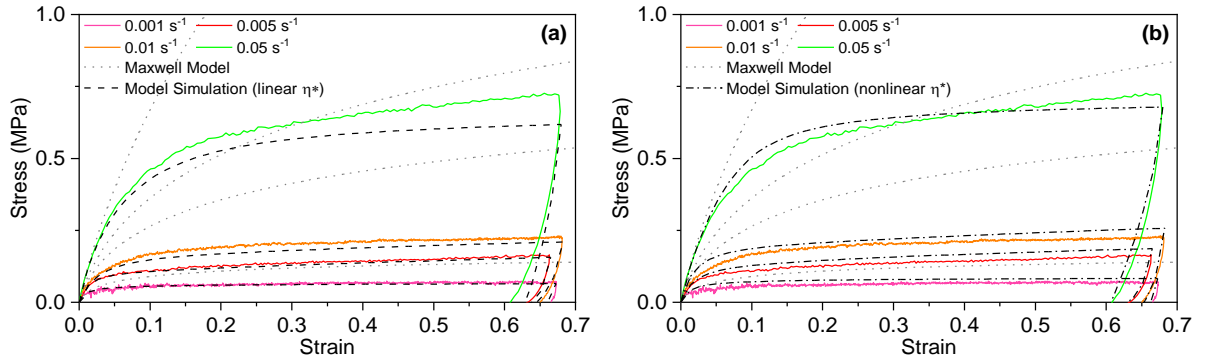 (a)
0.001 s⁻¹ 0.005 s⁻¹
0.01 s⁻¹ 0.05 s⁻¹
Maxwell Model
Model Simulation (linear η*)
Stress (MPa)
1.0
0.5
0.0
0.0 0.1 0.2 0.3 0.4 0.5 0.6 0.7
Strain
(b)
0.001 s⁻¹ 0.005 s⁻¹
0.01 s⁻¹ 0.05 s⁻¹
Maxwell Model
Model Simulation (nonlinear η*)
Stress (MPa)
1.0
0.5
0.0
0.0 0.1 0.2 0.3 0.4 0.5 0.6 0.7
Strain